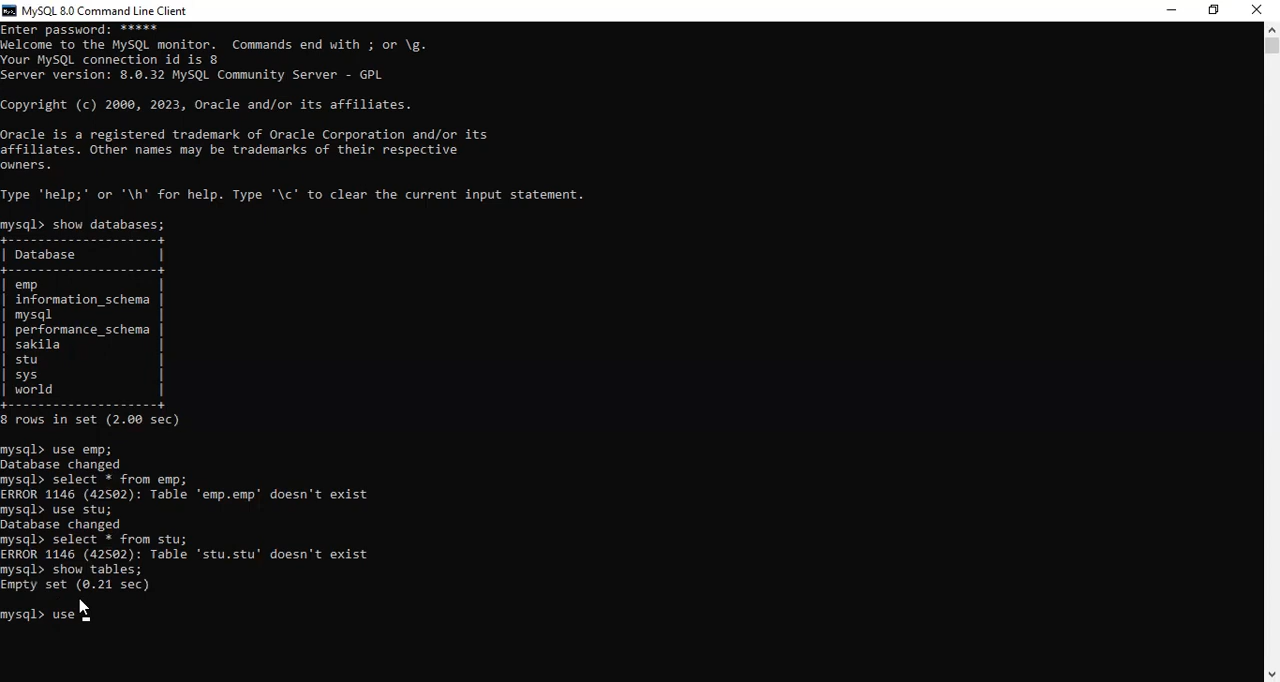 MySQL 8.0 Command Line Client
Enter password: *****
Welcome to the MySQL monitor.  Commands end with ; or \g.
Your MySQL connection id is 8
Server version: 8.0.32 MySQL Community Server - GPL
Copyright (c) 2000, 2023, Oracle and/or its affiliates.
Oracle is a registered trademark of Oracle Corporation and/or its
affiliates. Other names may be trademarks of their respective
owners.
Type 'help;' or '\h' for help. Type '\c' to clear the current input statement.
mysql> show databases;
+--------------------+
| Database           |
+--------------------+
| emp                |
| information_schema |
| mysql              |
| performance_schema |
| sakila             |
| stu                |
| sys                |
| world              |
+--------------------+
8 rows in set (2.00 sec)
mysql> use emp;
Database changed
mysql> select * from emp;
ERROR 1146 (42S02): Table 'emp.emp' doesn't exist
mysql> use stu;
Database changed
mysql> select * from stu;
ERROR 1146 (42S02): Table 'stu.stu' doesn't exist
mysql> show tables;
Empty set (0.21 sec)
mysql> use